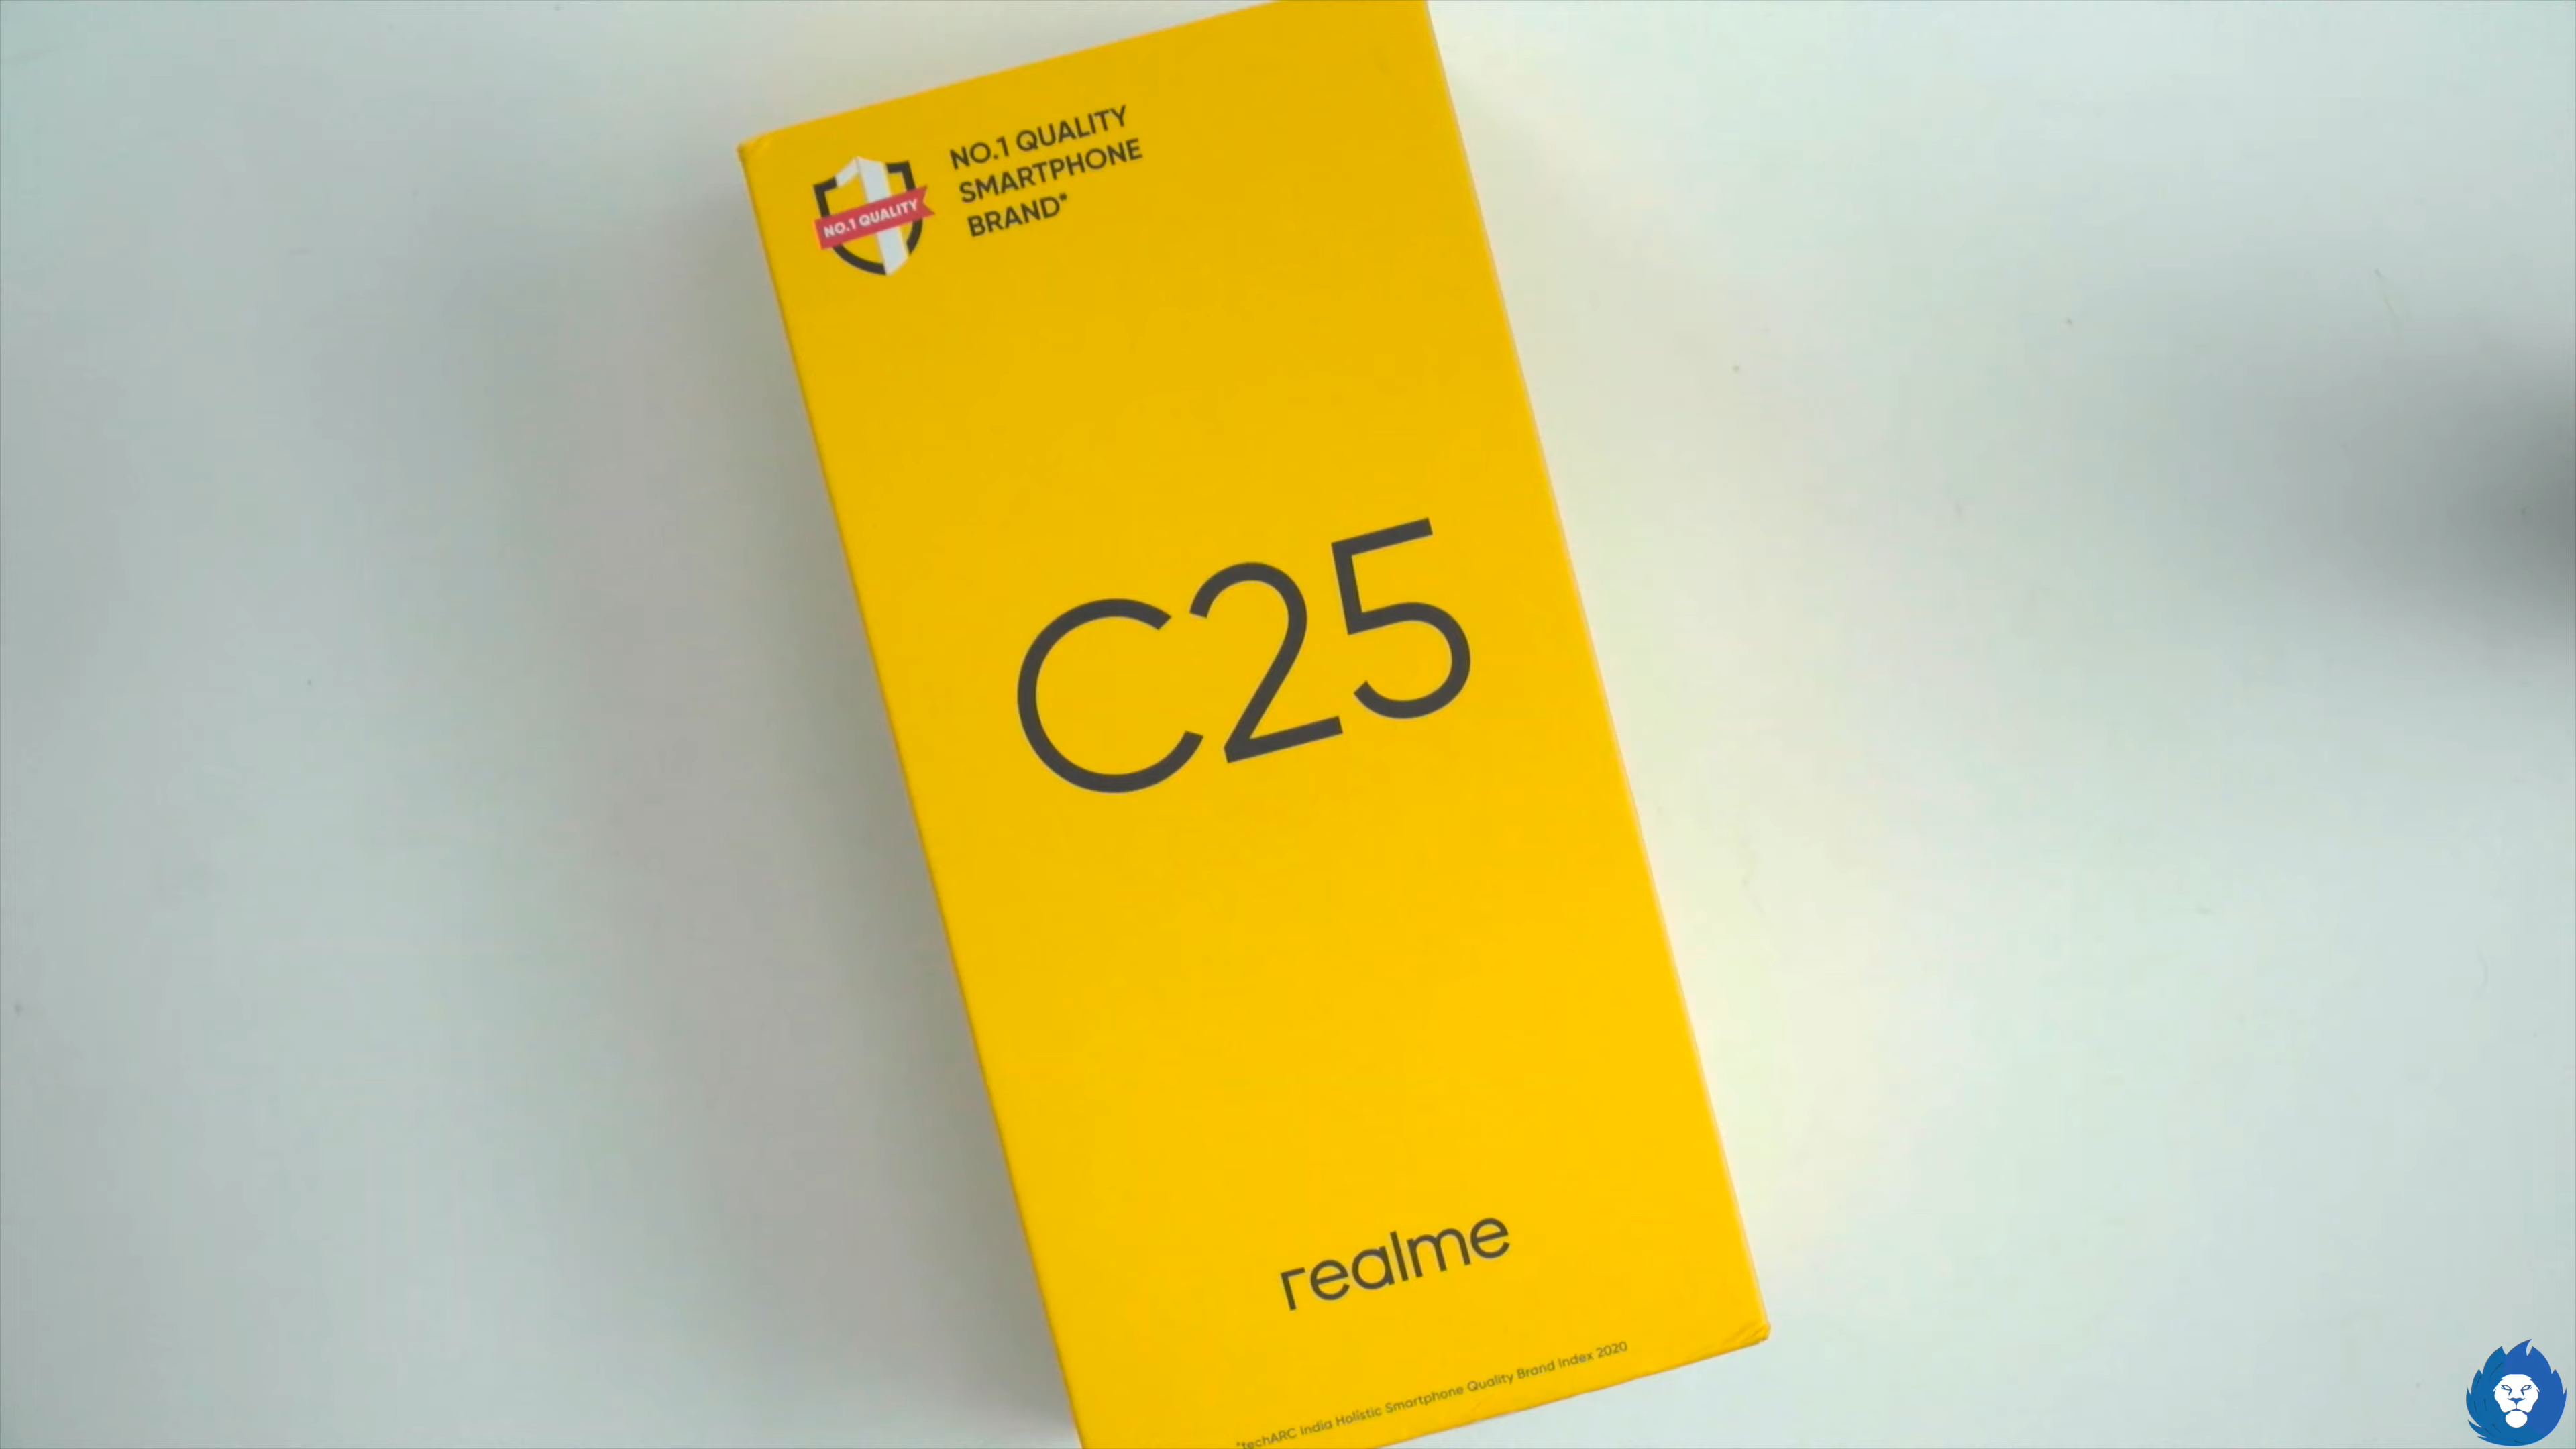 NO.1 QUALITY
NO.1 QUALITY
SMARTPHONE
BRAND*
C25
realme
*techARC India Holistic Smartphone Quality Brand Index 2020